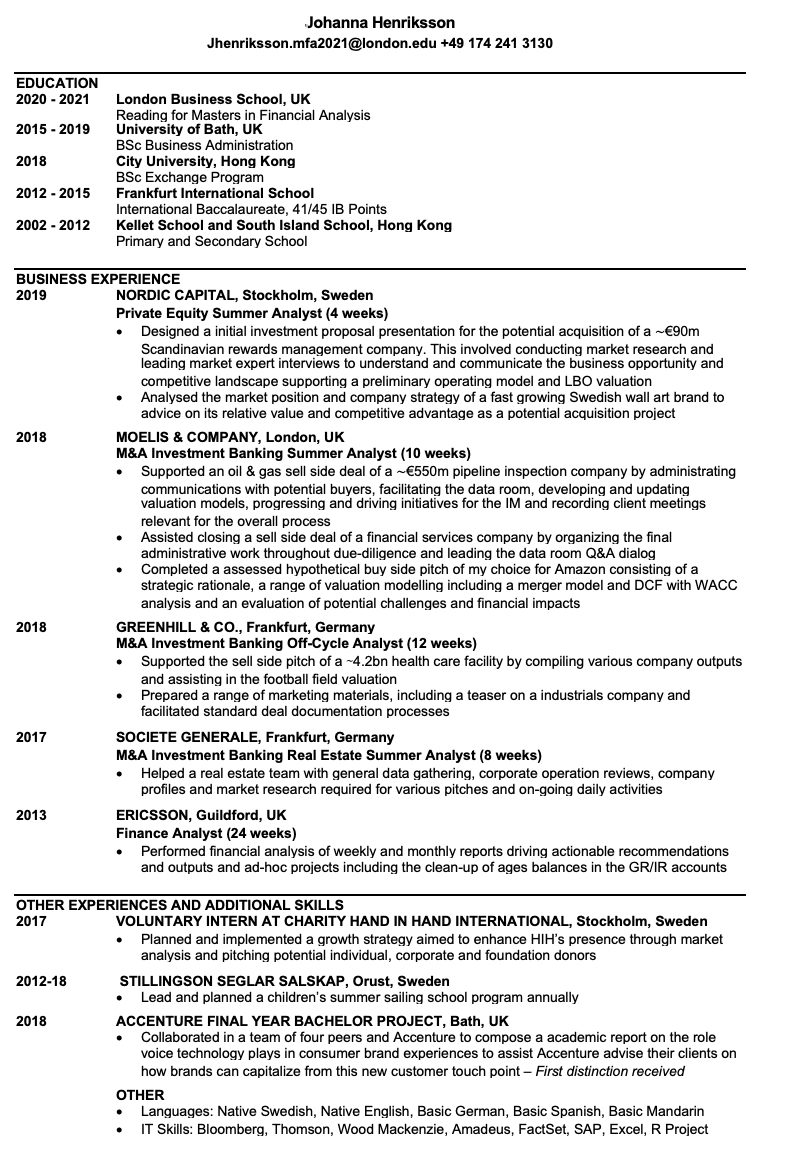 Johanna Henriksson
Jhenriksson.mfa2021@london.edu +49 174 241 3130
EDUCATION
2020 - 2021 London Business School, UK
Reading for Masters in Financial Analysis
2015 - 2019 University of Bath, UK
BSc Business Administration
2018 City University, Hong Kong
BSc Exchange Program
2012 - 2015 Frankfurt International School
International Baccalaureate, 41/45 IB Points
2002 - 2012 Kellet School and South Island School, Hong Kong
Primary and Secondary School
BUSINESS EXPERIENCE
2019 NORDIC CAPITAL, Stockholm, Sweden
Private Equity Summer Analyst (4 weeks)
• Designed a initial investment proposal presentation for the potential acquisition of a ~€90m
Scandinavian rewards management company. This involved conducting market research and
leading market expert interviews to understand and communicate the business opportunity and
competitive landscape supporting a preliminary operating model and LBO valuation
• Analysed the market position and company strategy of a fast growing Swedish wall art brand to
advice on its relative value and competitive advantage as a potential acquisition project
2018 MOELIS & COMPANY, London, UK
M&A Investment Banking Summer Analyst (10 weeks)
• Supported an oil & gas sell side deal of a ~€550m pipeline inspection company by administrating
communications with potential buyers, facilitating the data room, developing and updating
valuation models, progressing and driving initiatives for the IM and recording client meetings
relevant for the overall process
• Assisted closing a sell side deal of a financial services company by organizing the final
administrative work throughout due-diligence and leading the data room Q&A dialog
• Completed a assessed hypothetical buy side pitch of my choice for Amazon consisting of a
strategic rationale, a range of valuation modelling including a merger model and DCF with WACC
analysis and an evaluation of potential challenges and financial impacts
2018 GREENHILL & CO., Frankfurt, Germany
M&A Investment Banking Off-Cycle Analyst (12 weeks)
• Supported the sell side pitch of a ~4.2bn health care facility by compiling various company outputs
and assisting in the football field valuation
• Prepared a range of marketing materials, including a teaser on a industrials company and
facilitated standard deal documentation processes
2017 SOCIETE GENERALE, Frankfurt, Germany
M&A Investment Banking Real Estate Summer Analyst (8 weeks)
• Helped a real estate team with general data gathering, corporate operation reviews, company
profiles and market research required for various pitches and on-going daily activities
2013 ERICSSON, Guildford, UK
Finance Analyst (24 weeks)
• Performed financial analysis of weekly and monthly reports driving actionable recommendations
and outputs and ad-hoc projects including the clean-up of ages balances in the GR/IR accounts
OTHER EXPERIENCES AND ADDITIONAL SKILLS
2017 VOLUNTARY INTERN AT CHARITY HAND IN HAND INTERNATIONAL, Stockholm, Sweden
• Planned and implemented a growth strategy aimed to enhance HIH's presence through market
analysis and pitching potential individual, corporate and foundation donors
2012-18 STILLINGSON SEGLAR SALSKAP, Orust, Sweden
• Lead and planned a children's summer sailing school program annually
2018 ACCENTURE FINAL YEAR BACHELOR PROJECT, Bath, UK
• Collaborated in a team of four peers and Accenture to compose a academic report on the role
voice technology plays in consumer brand experiences to assist Accenture advise their clients on
how brands can capitalize from this new customer touch point – First distinction received
OTHER
• Languages: Native Swedish, Native English, Basic German, Basic Spanish, Basic Mandarin
• IT Skills: Bloomberg, Thomson, Wood Mackenzie, Amadeus, FactSet, SAP, Excel, R Project